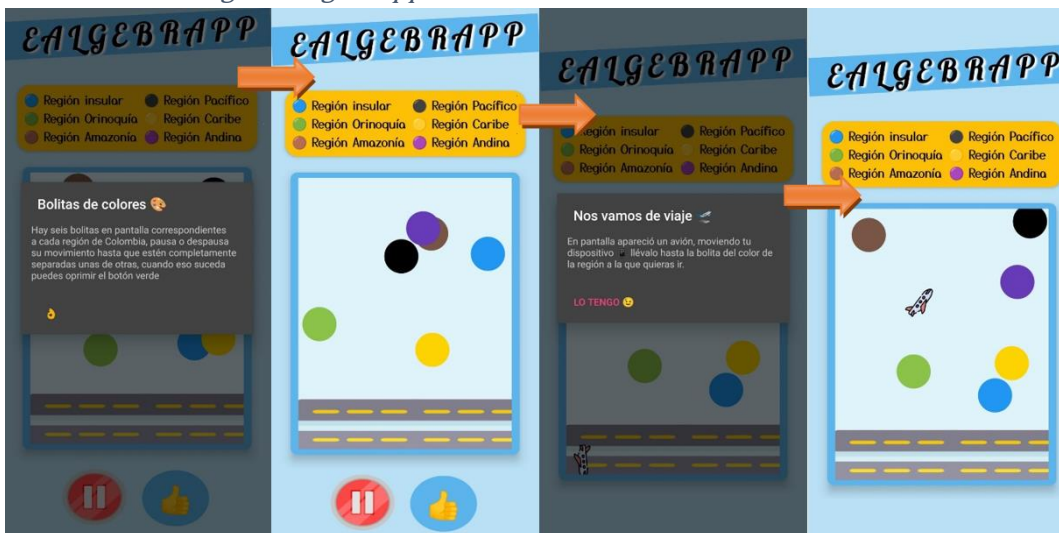 EALGEBRAPP
Región insular Región Pacífico
Región Orinoquía Región Caribe
Región Amazonía Región Andina
Bolitas de colores 🎨
Hay seis bolitas en pantalla correspondientes
a cada región de Colombia, pausa o despausa
su movimiento hasta que estén completamente
separadas unas de otras, cuando eso suceda
puedes oprimir el botón verde
👌
EALGEBRAPP
Región insular Región Pacífico
Región Orinoquía Región Caribe
Región Amazonía Región Andina
EALGEBRAPP
Región insular Región Pacífico
Región Orinoquía Región Caribe
Región Amazonía Región Andina
Nos vamos de viaje 🛫
En pantalla apareció un avión, moviendo tu
dispositivo 📱 llévalo hasta la bolita del color de
la región a la que quieras ir.
LO TENGO 😉
EALGEBRAPP
Región insular Región Pacífico
Región Orinoquía Región Caribe
Región Amazonía Región Andina